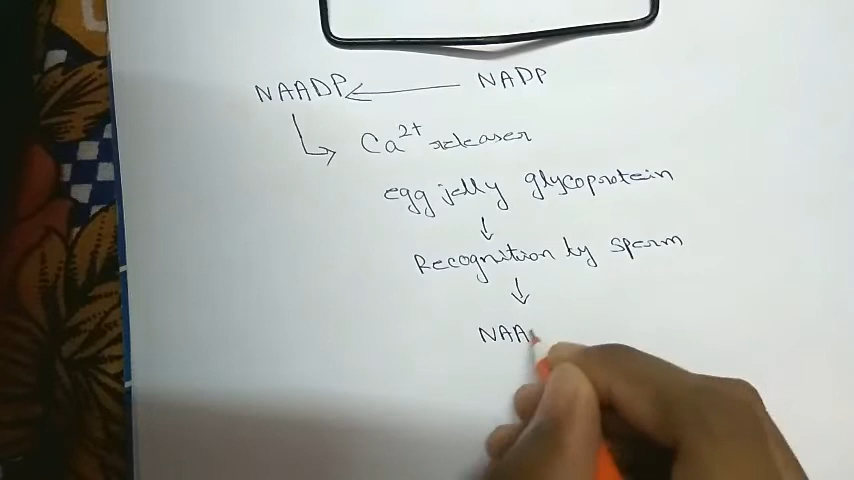 NAADP ← NADP
↳ Ca²⁺ releaser
egg jelly glycoprotein
↓
Recognition by sperm
↓
NAA